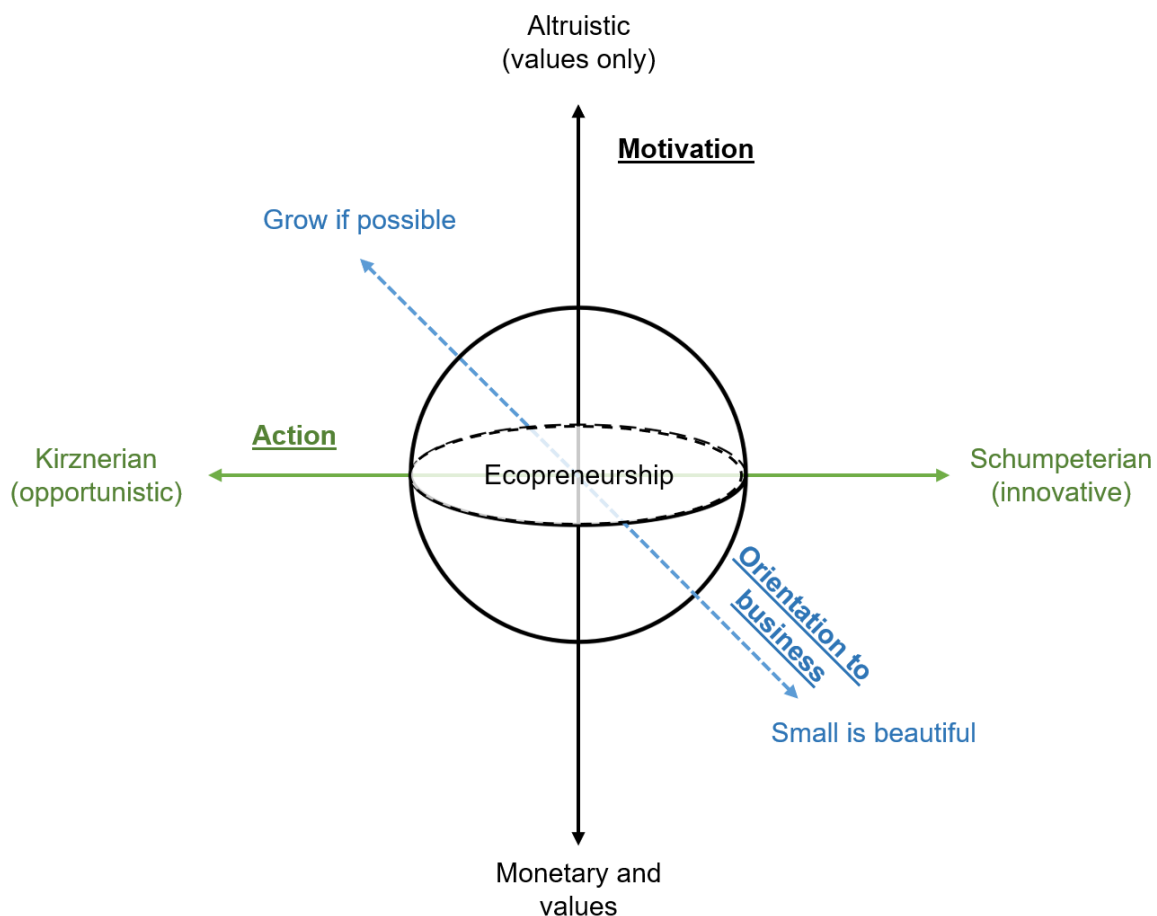 Altruistic
(values only)
Motivation
Grow if possible
Action
Kirznerian
(opportunistic)
Ecopreneurship
Schumpeterian
(innovative)
Orientation to
business
Small is beautiful
Monetary and
values